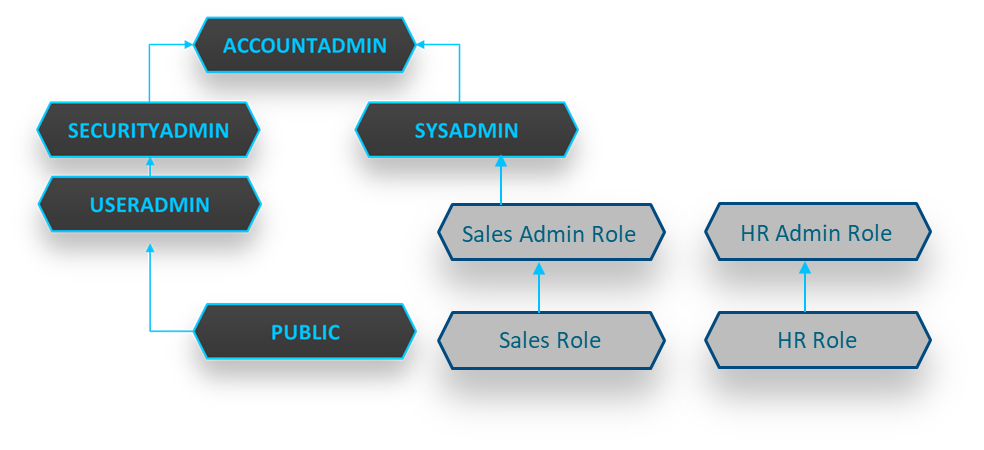 ACCOUNTADMIN
SECURITYADMIN
SYSADMIN
USERADMIN
Sales Admin Role
HR Admin Role
PUBLIC
Sales Role
HR Role